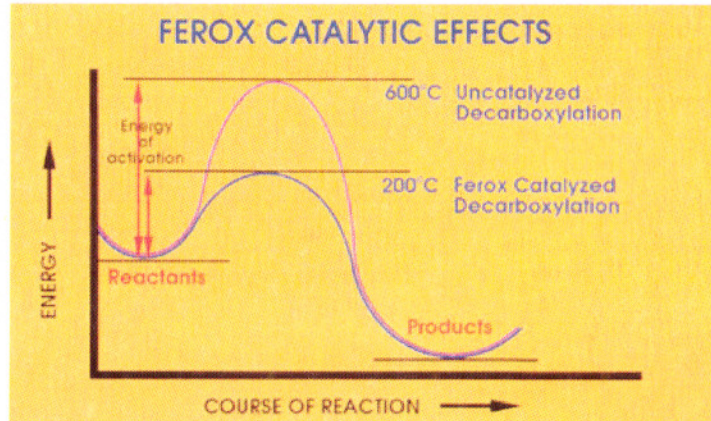 FEROX CATALYTIC EFFECTS
600°C Uncatalyzed
Decarboxylation
Energy
of
activation
200°C Ferox Catalyzed
Decarboxylation
ENERGY
Reactants
Products
COURSE OF REACTION